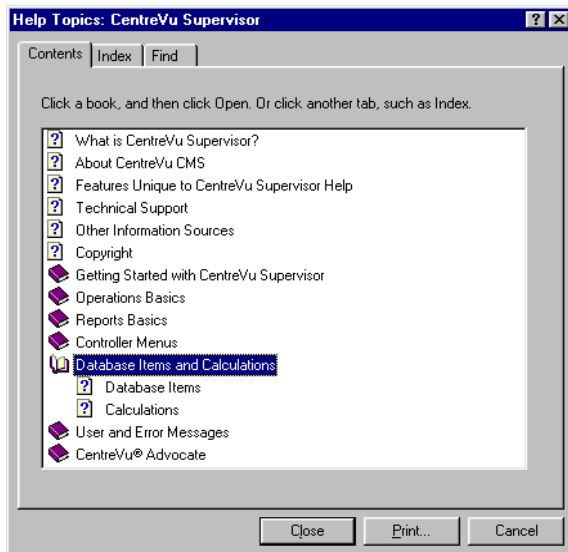 Help Topics: CentreVu Supervisor
Contents Index Find
Click a book, and then click Open. Or click another tab, such as Index.
What is CentreVu Supervisor?
About CentreVu CMS
Features Unique to CentreVu Supervisor Help
Technical Support
Other Information Sources
Copyright
Getting Started with CentreVu Supervisor
Operations Basics
Reports Basics
Controller Menus
Database Items and Calculations
Database Items
Calculations
User and Error Messages
CentreVu® Advocate
Close Print... Cancel